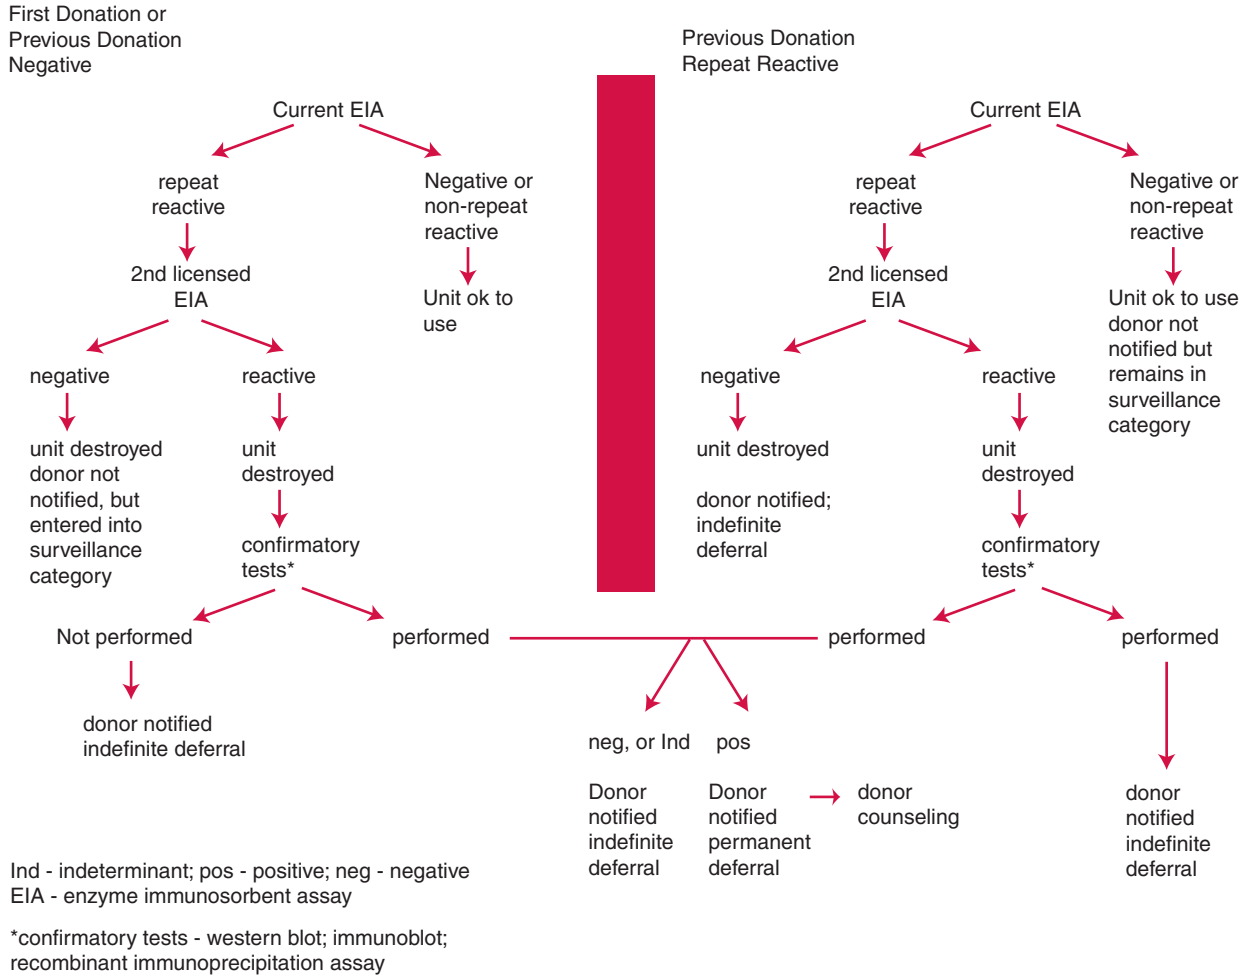 First Donation or
Previous Donation
Negative
Current EIA
repeat
reactive
Negative or
non-repeat
reactive
2nd licensed
EIA
Unit ok to
use
negative
reactive
unit destroyed
donor not
notified, but
entered into
surveillance
category
unit
destroyed
confirmatory
tests*
Not performed
performed
donor notified
indefinite deferral
Previous Donation
Repeat Reactive
Current EIA
repeat
reactive
Negative or
non-repeat
reactive
2nd licensed
EIA
Unit ok to use
donor not
notified but
remains in
surveillance
category
negative
reactive
unit destroyed
donor notified;
indefinite
deferral
unit
destroyed
confirmatory
tests*
performed
performed
neg, or Ind
pos
Donor
notified
indefinite
deferral
Donor
notified
permanent
deferral
donor
counseling
donor
notified
indefinite
deferral
Ind - indeterminant; pos - positive; neg - negative
EIA - enzyme immunosorbent assay
*confirmatory tests - western blot; immunoblot;
recombinant immunoprecipitation assay